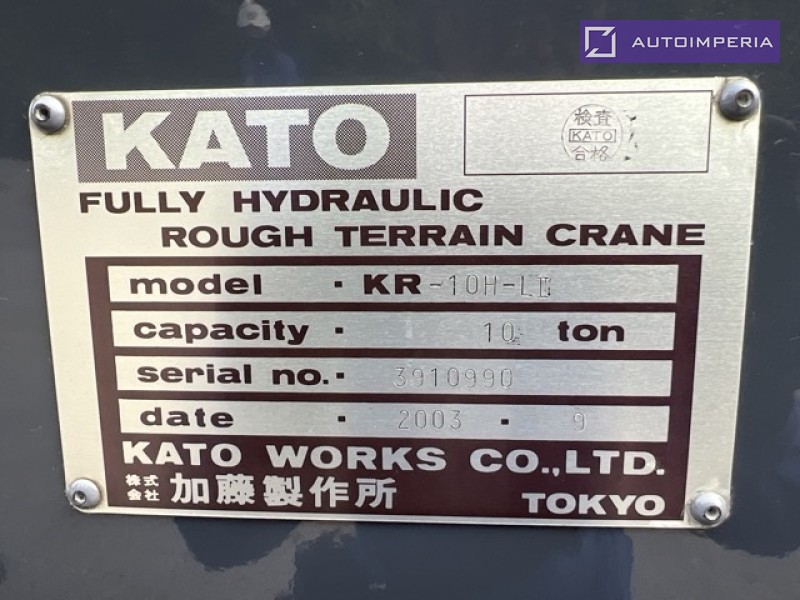 AUTOIMPERIA
KATO
検査
KATO
合格
FULLY HYDRAULIC
ROUGH TERRAIN CRANE
model · KR-10H-LⅡ
capacity · 10 ton
serial no. · 3910990
date · 2003 · 9
KATO WORKS CO.,LTD.
株式会社 加藤製作所 TOKYO